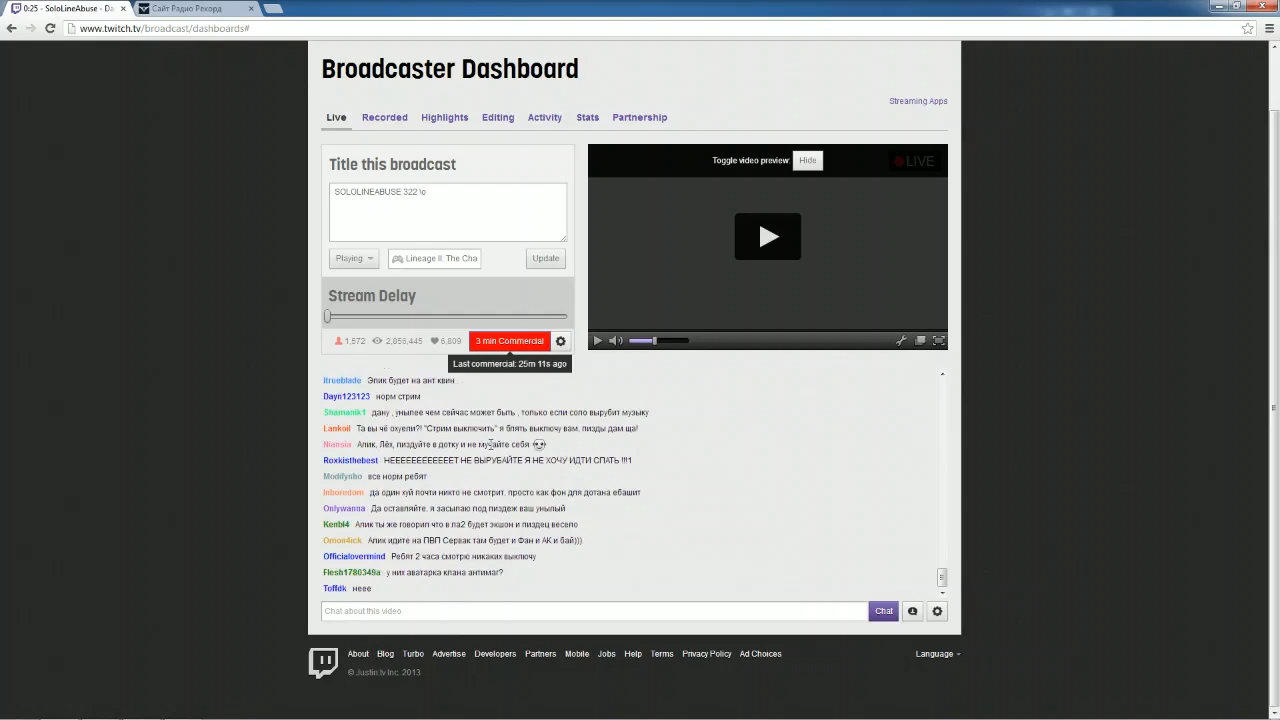 0:25 - SoloLineAbuse - Da
Сайт Радио Рекорд
www.twitch.tv/broadcast/dashboards#
Broadcaster Dashboard
Streaming Apps
Live Recorded Highlights Editing Activity Stats Partnership
Title this broadcast
SOLOLINEABUSE 322 \o
Playing
Lineage II: The Cha
Update
Toggle video preview: Hide
LIVE
Stream Delay
1,572 2,856,445 6,809 3 min Commercial
Last commercial: 25m 11s ago
Itrueblade Эпик будет на ант квин
Dayn123123 норм стрим
Shamanik1 дану , унылее чем сейчас может быть , только если соло вырубит музыку
Lankoil Та вы чё охуели?! "Стрим выключить" я блять выключу вам, пизды дам ща!
Nianoia Апик, Лёх, пиздуйте в дотку и не мучайте себя
Roxkisthebest НЕЕЕЕЕЕЕЕЕЕЕТ НЕ ВЫРУБАЙТЕ Я НЕ ХОЧУ ИДТИ СПАТЬ !!!1
Modifynho все норм ребят
Inboredom да один хуй почти никто не смотрит, просто как фон для дотана ебашит
Onlywanna Да оставляйте, я засыпаю под пиздеж ваш унылый
Kenbl4 Апик ты же говорил что в ла2 будет экшон и пиздец весело
Omon4ick Апик идите на ПВП Сервак там будет и Фан и АК и бай)))
Officialovermind Ребят 2 часа смотрю никаких выключу
Flesh1780349a у них аватарка клана антимаг?
Toffdk неее
Chat about this video
Chat
About Blog Turbo Advertise Developers Partners Mobile Jobs Help Terms Privacy Policy Ad Choices
Language
© Justin.tv Inc. 2013